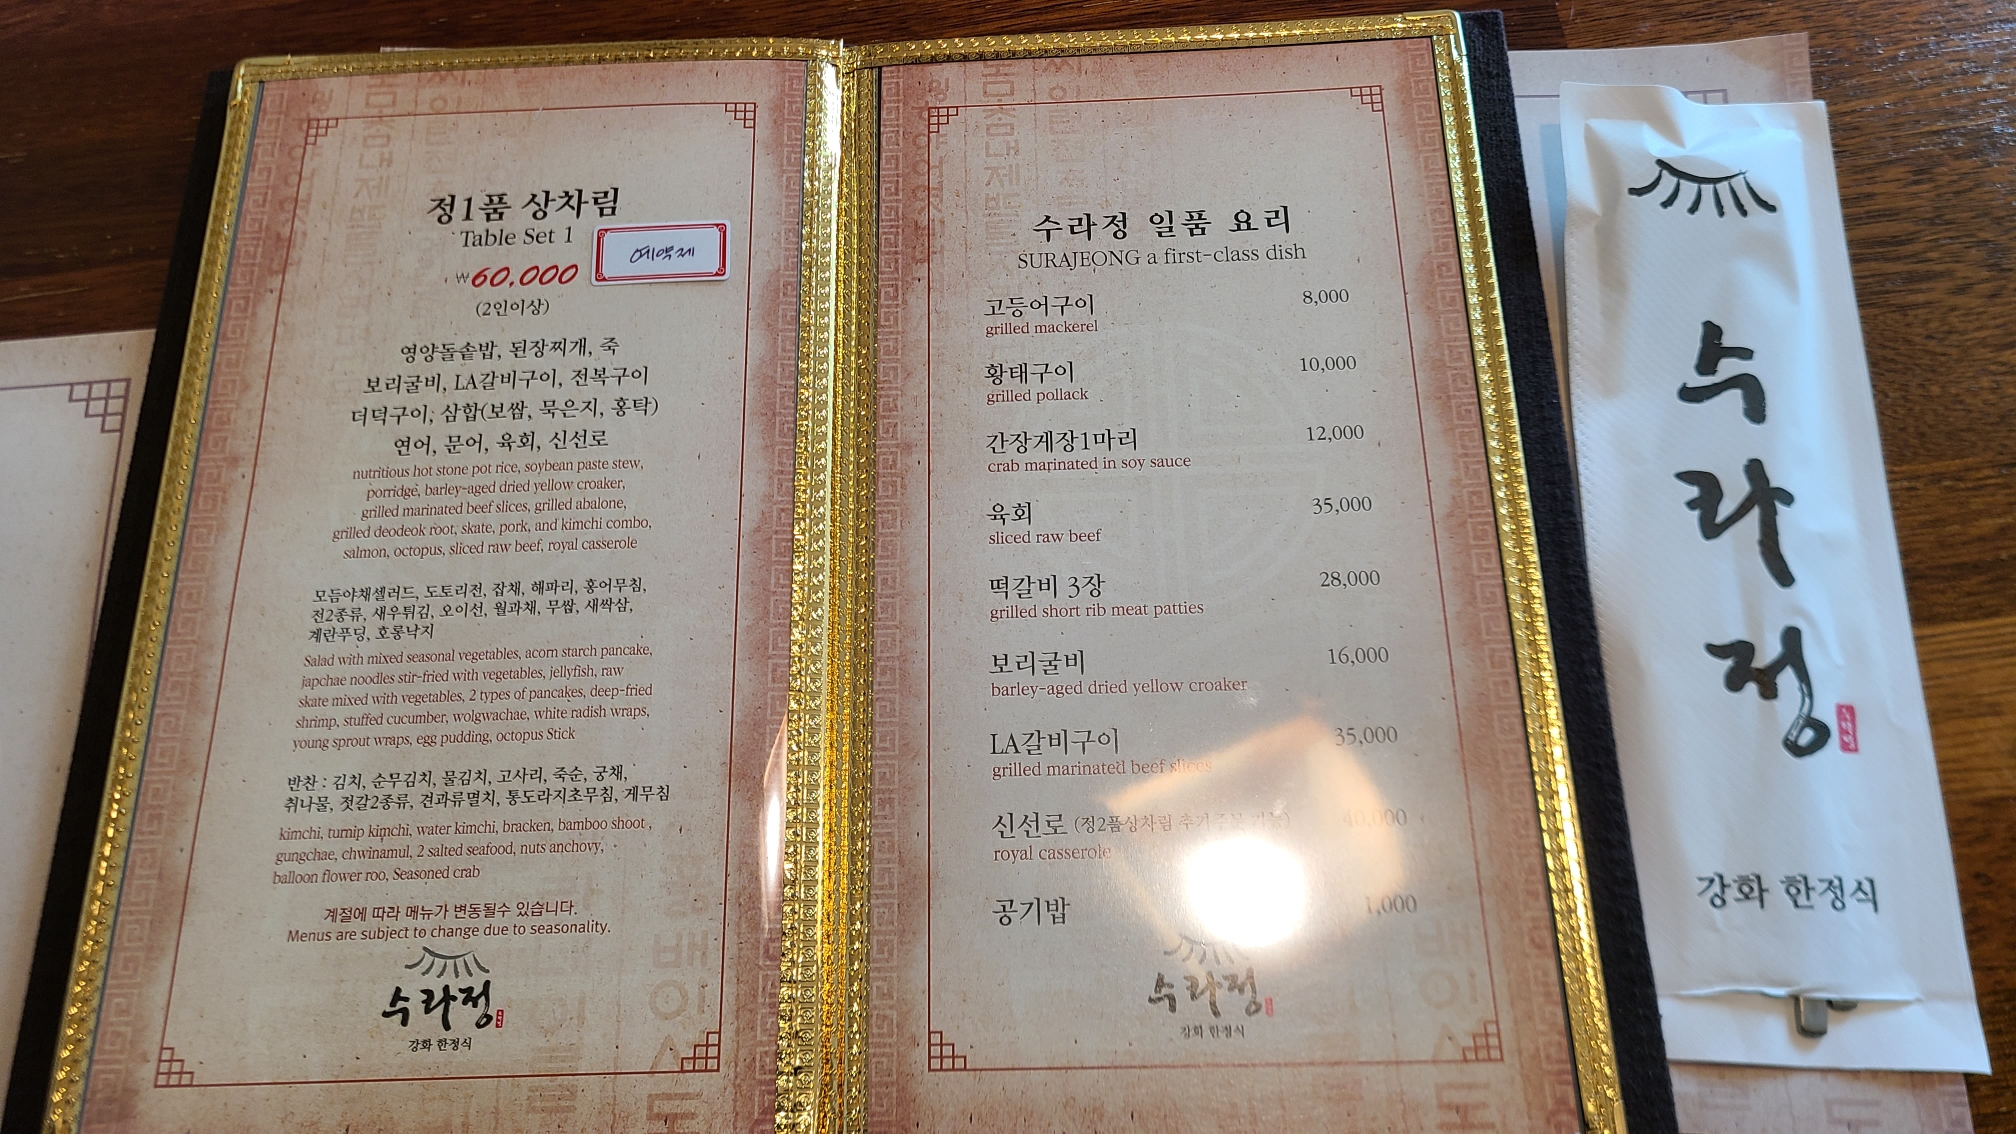 정1품 상차림
Table Set 1
₩60,000
예약제
(2인이상)
영양돌솥밥, 된장찌개, 죽
보리굴비, LA갈비구이, 전복구이
더덕구이, 삼합(보쌈, 묵은지, 홍탁)
연어, 문어, 육회, 신선로
nutritious hot stone pot rice, soybean paste stew,
porridge, barley-aged dried yellow croaker,
grilled marinated beef slices, grilled abalone,
grilled deodeok root, skate, pork, and kimchi combo,
salmon, octopus, sliced raw beef, royal casserole
모듬야채셀러드, 도토리전, 잡채, 해파리, 홍어무침,
전2종류, 새우튀김, 오이선, 월과채, 무쌈, 새싹삼,
계란푸딩, 호롱낙지
Salad with mixed seasonal vegetables, acorn starch pancake,
japchae noodles stir-fried with vegetables, jellyfish, raw
skate mixed with vegetables, 2 types of pancakes, deep-fried
shrimp, stuffed cucumber, wolgwachae, white radish wraps,
young sprout wraps, egg pudding, octopus Stick
반찬 : 김치, 순무김치, 물김치, 고사리, 죽순, 궁채,
취나물, 젓갈2종류, 견과류멸치, 통도라지초무침, 게무침
kimchi, turnip kimchi, water kimchi, bracken, bamboo shoot ,
gungchae, chwinamul, 2 salted seafood, nuts anchovy,
balloon flower roo, Seasoned crab
계절에 따라 메뉴가 변동될수 있습니다.
Menus are subject to change due to seasonality.
수라정
강화 한정식
수라정 일품 요리
SURAJEONG a first-class dish
고등어구이 8,000
grilled mackerel
황태구이 10,000
grilled pollack
간장게장1마리 12,000
crab marinated in soy sauce
육회 35,000
sliced raw beef
떡갈비 3장 28,000
grilled short rib meat patties
보리굴비 16,000
barley-aged dried yellow croaker
LA갈비구이 35,000
grilled marinated beef slices
신선로 (정2품상차림 추가 주문 가능) 40,000
royal casserole
공기밥 1,000
수라정
강화 한정식
수라정
강화 한정식